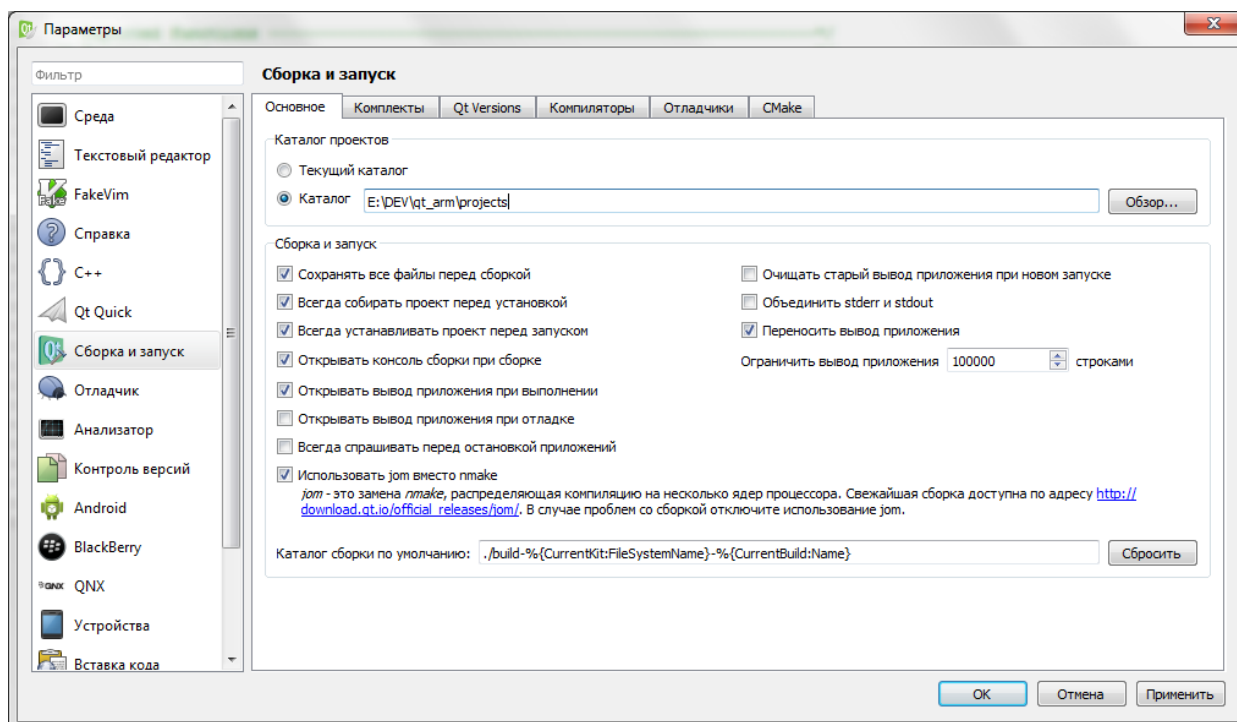 Параметры
Фильтр
Среда
Текстовый редактор
FakeVim
Справка
C++
Qt Quick
Сборка и запуск
Отладчик
Анализатор
Контроль версий
Android
BlackBerry
QNX
Устройства
Вставка кода
Сборка и запуск
Основное Комплекты Qt Versions Компиляторы Отладчики CMake
Каталог проектов
Текущий каталог
Каталог E:\DEV\qt_arm\projects Обзор...
Сборка и запуск
Сохранять все файлы перед сборкой
Всегда собирать проект перед установкой
Всегда устанавливать проект перед запуском
Открывать консоль сборки при сборке
Открывать вывод приложения при выполнении
Открывать вывод приложения при отладке
Всегда спрашивать перед остановкой приложений
Использовать jom вместо nmake
Очищать старый вывод приложения при новом запуске
Объединить stderr и stdout
Переносить вывод приложения
Ограничить вывод приложения 100000 строками
jom - это замена nmake, распределяющая компиляцию на несколько ядер процессора. Свежайшая сборка доступна по адресу http://
download.qt.io/official_releases/jom/. В случае проблем со сборкой отключите использование jom.
Каталог сборки по умолчанию: ./build-%{CurrentKit:FileSystemName}-%{CurrentBuild:Name} Сбросить
OK Отмена Применить